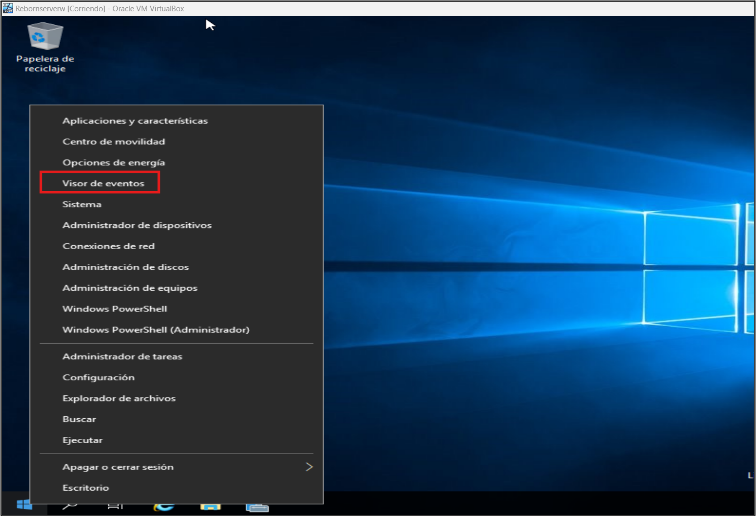 Rebornserverw [Corriendo] - Oracle VM VirtualBox
Papelera de
reciclaje
Aplicaciones y características
Centro de movilidad
Opciones de energía
Visor de eventos
Sistema
Administrador de dispositivos
Conexiones de red
Administración de discos
Administración de equipos
Windows PowerShell
Windows PowerShell (Administrador)
Administrador de tareas
Configuración
Explorador de archivos
Buscar
Ejecutar
Apagar o cerrar sesión
Escritorio
L